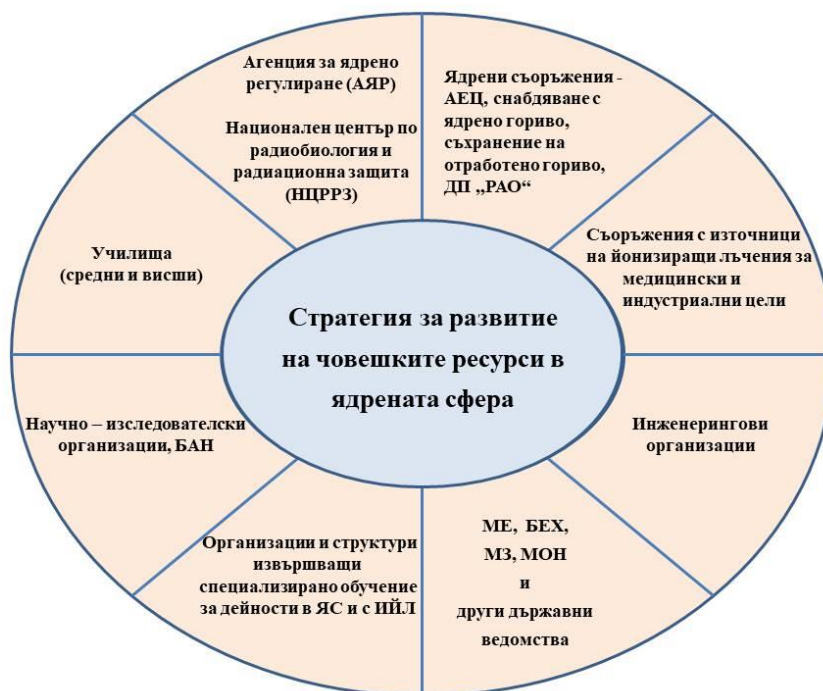 Агенция за ядрено
регулиране (АЯР)
Национален център по
радиобиология и
радиационна защита
(НЦРРЗ)
Ядрени съоръжения -
АЕЦ, снабдяване с
ядрено гориво,
съхранение на
отработено гориво,
ДП „РАО“
Съоръжения с източници
на йонизиращи лъчения за
медицински и
индустриални цели
Инженерингови
организации
МЕ, БЕХ,
МЗ, МОН
и
други държавни
ведомства
Организации и структури
извършващи
специализирано обучение
за дейности в ЯС и с ИЙЛ
Научно – изследователски
организации, БАН
Училища
(средни и висши)
Стратегия за развитие
на човешките ресурси в
ядрената сфера